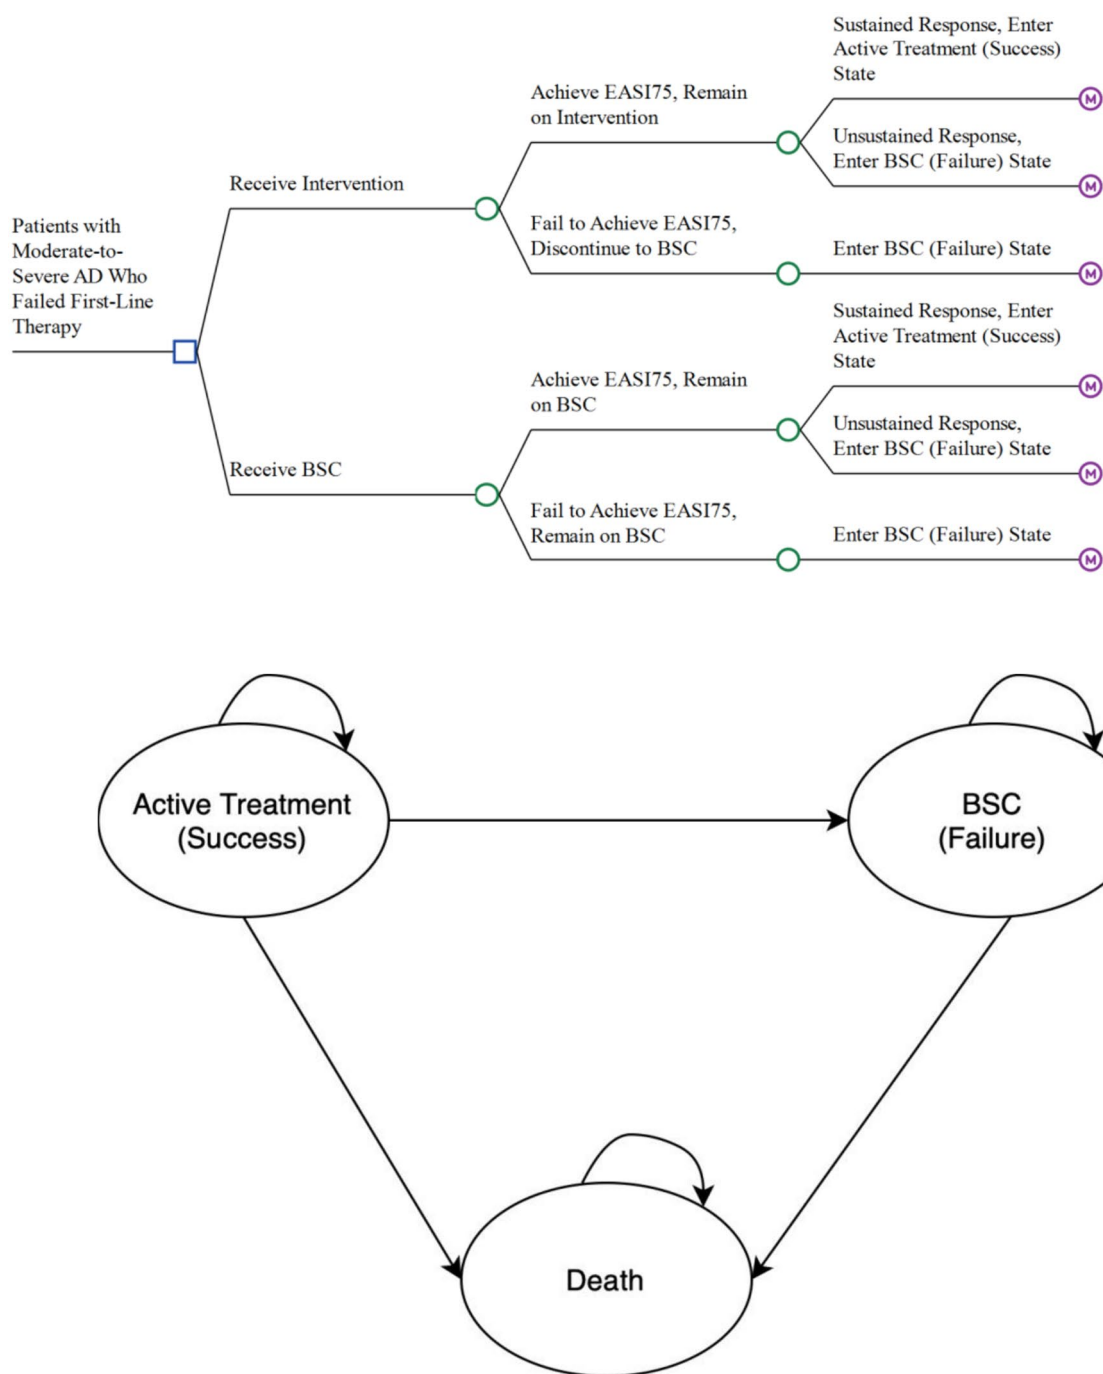 Patients with
Moderate-to-
Severe AD Who
Failed First-Line
Therapy
Receive Intervention
Achieve EASI75, Remain
on Intervention
Sustained Response, Enter
Active Treatment (Success)
State
M
Unsustained Response,
Enter BSC (Failure) State
M
Fail to Achieve EASI75,
Discontinue to BSC
Enter BSC (Failure) State
M
Receive BSC
Achieve EASI75, Remain
on BSC
Sustained Response, Enter
Active Treatment (Success)
State
M
Unsustained Response,
Enter BSC (Failure) State
M
Fail to Achieve EASI75,
Remain on BSC
Enter BSC (Failure) State
M
Active Treatment
(Success)
BSC
(Failure)
Death